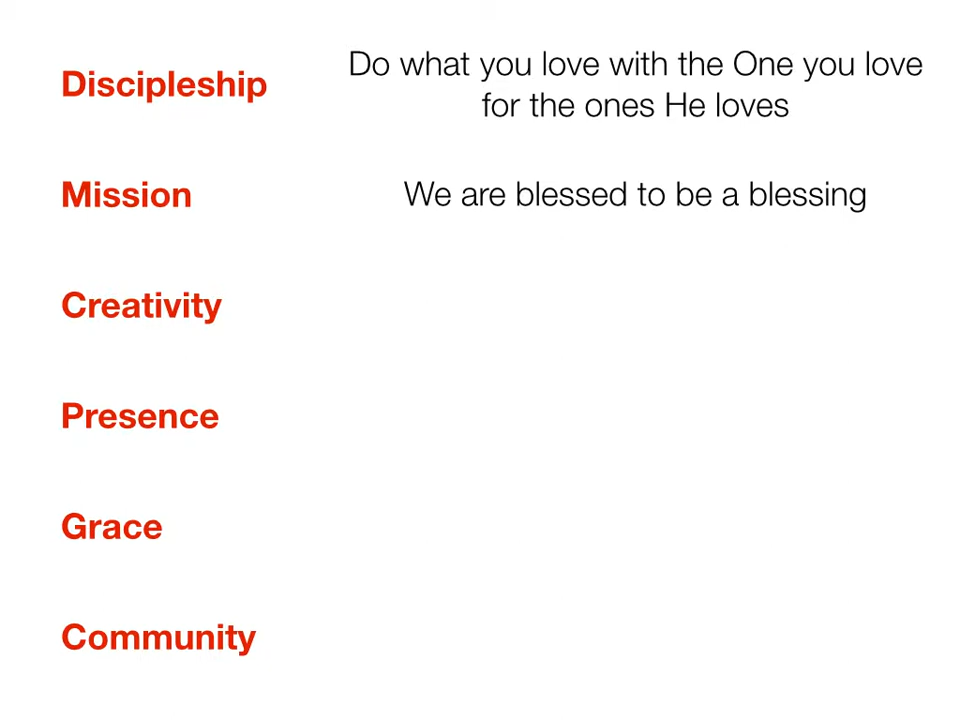 Discipleship
Do what you love with the One you love
for the ones He loves
Mission
We are blessed to be a blessing
Creativity
Presence
Grace
Community